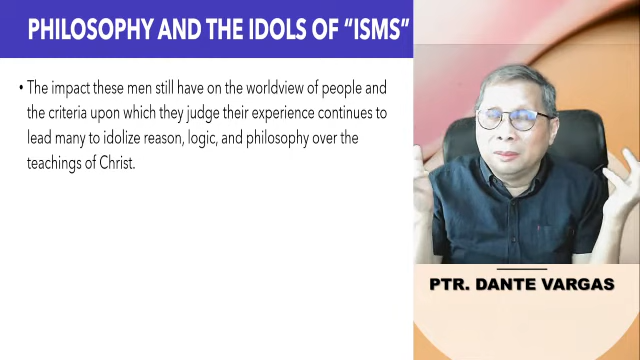 PHILOSOPHY AND THE IDOLS OF “ISMS”
• The impact these men still have on the worldview of people and
the criteria upon which they judge their experience continues to
lead many to idolize reason, logic, and philosophy over the
teachings of Christ.
PTR. DANTE VARGAS